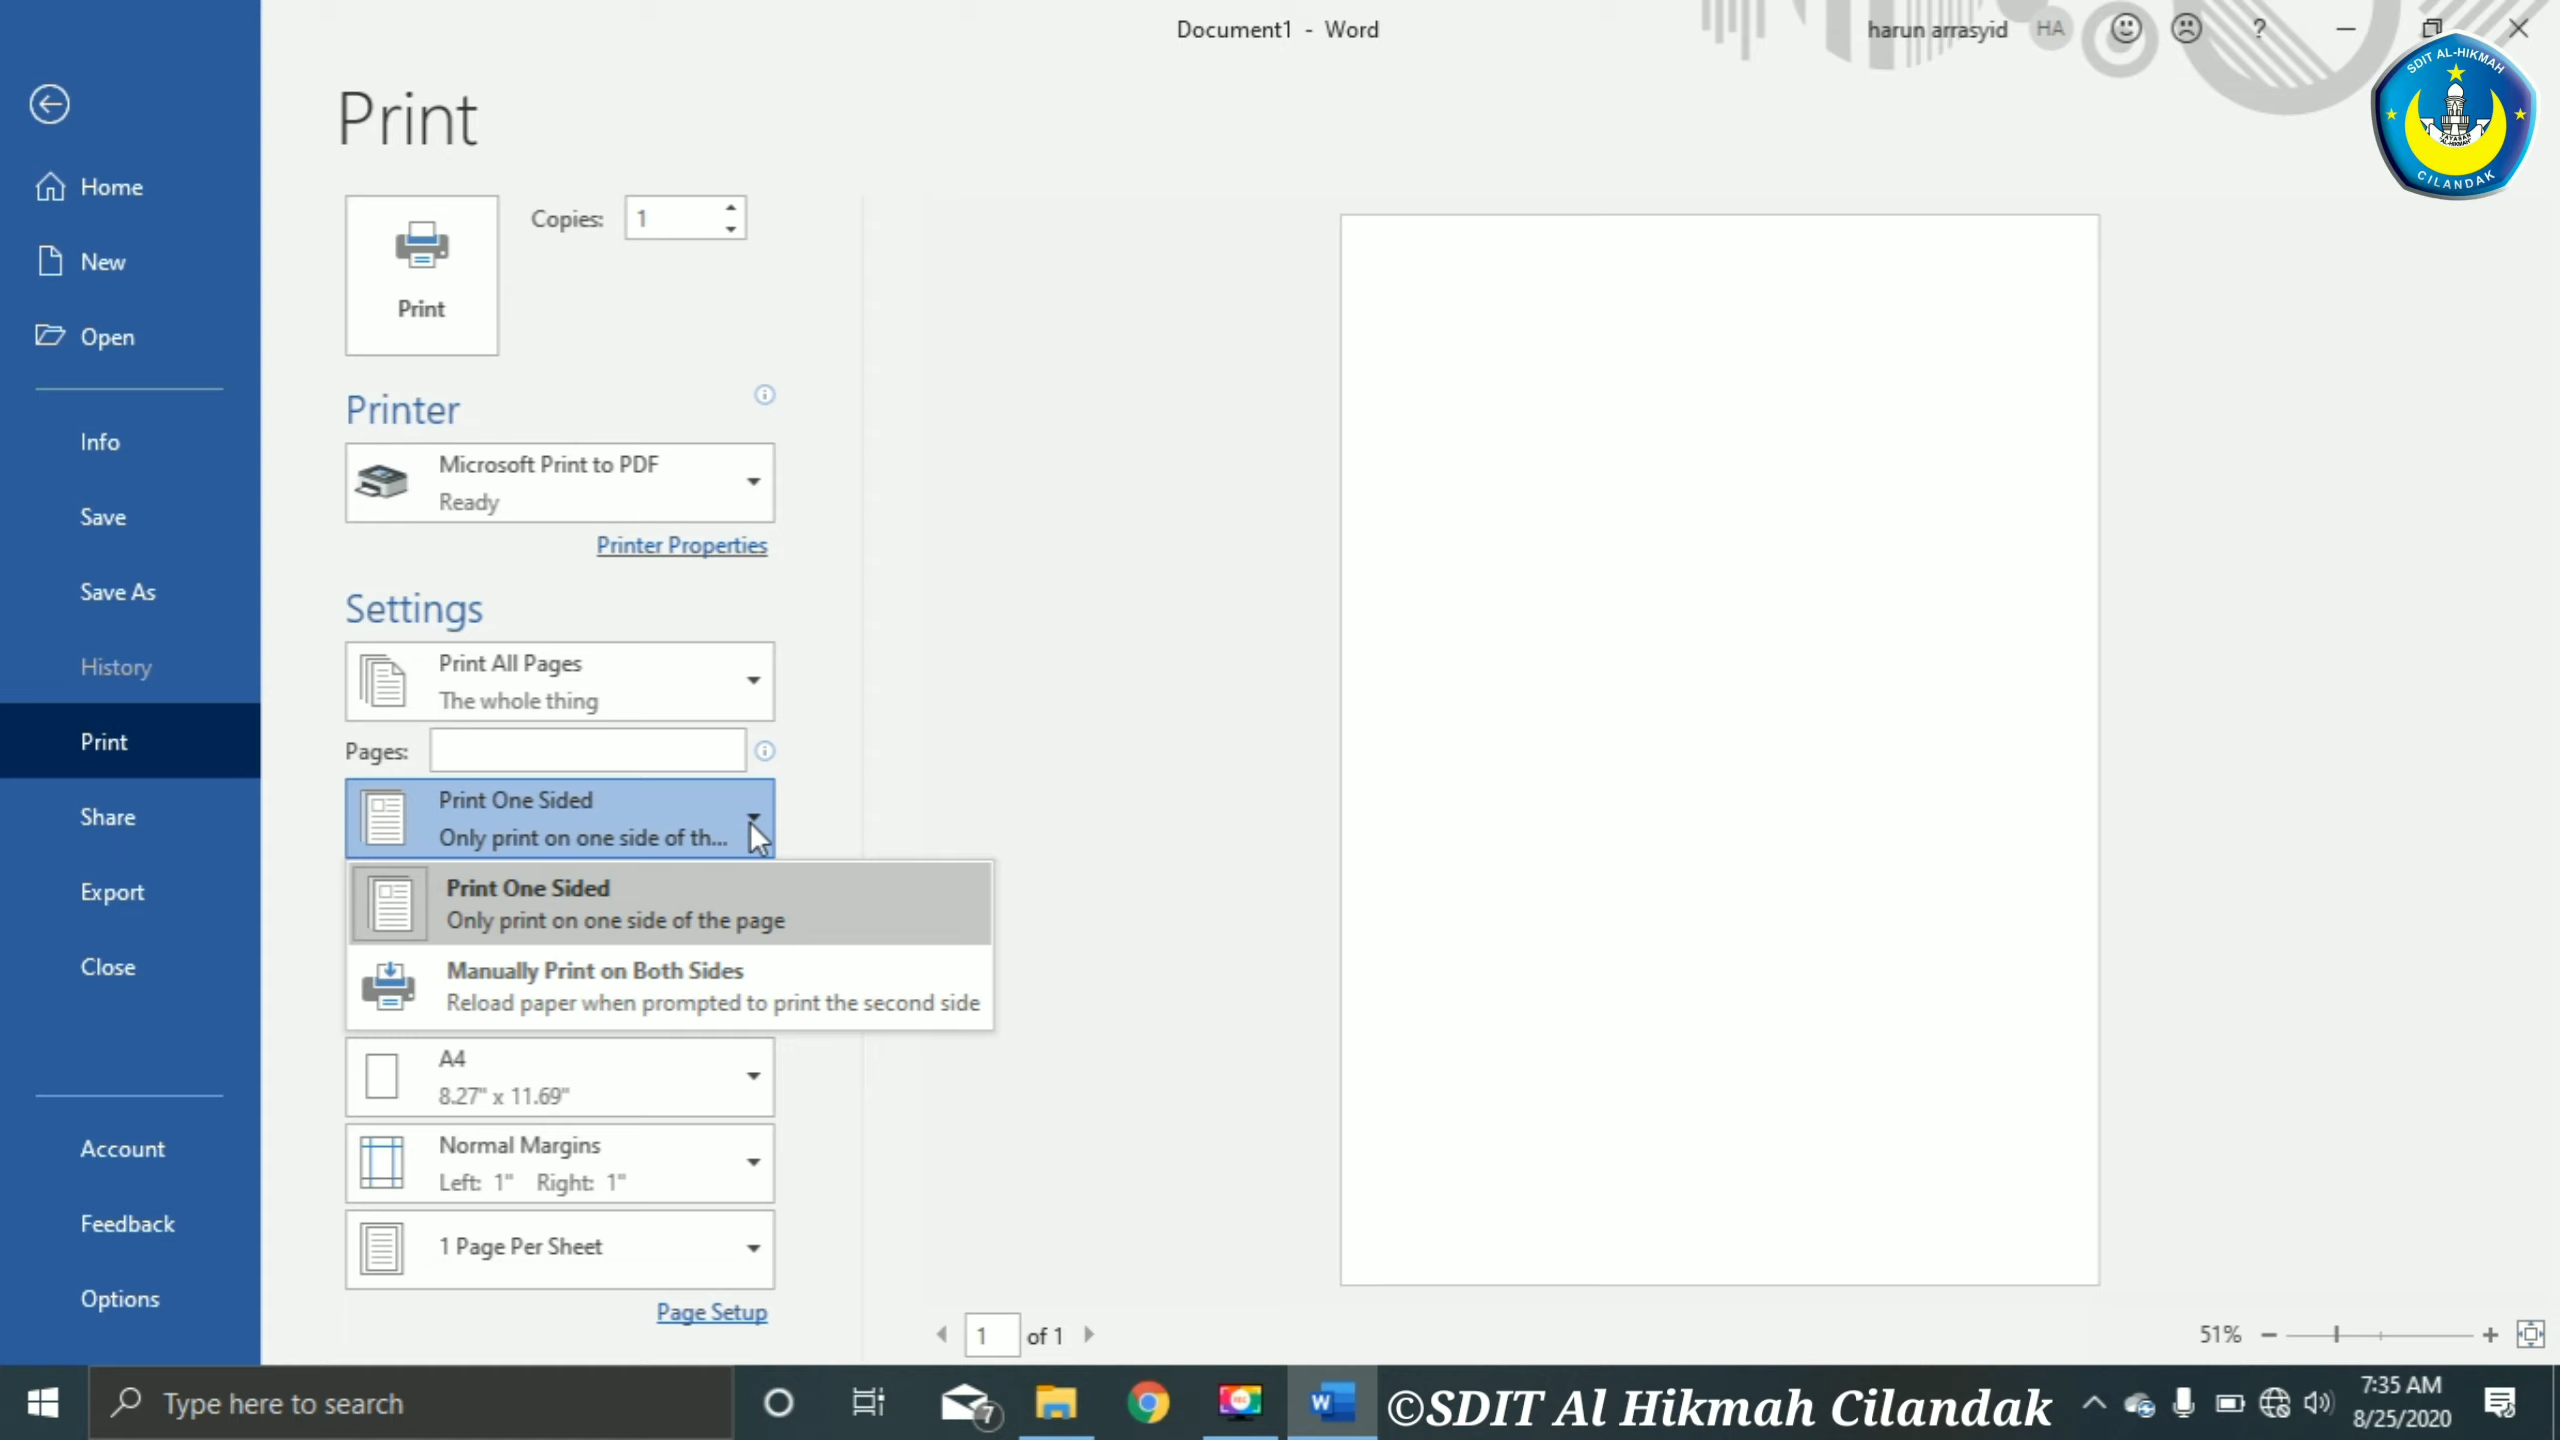 Document1 - Word
harun arrasyid HA
?
SDIT AL-HIKMAH
YAYASAN
AL-HIKMAH
CILANDAK
Print
Home
New
Open
Info
Save
Save As
History
Print
Share
Export
Close
Account
Feedback
Options
Print
Copies: 1
Printer
Microsoft Print to PDF
Ready
Printer Properties
Settings
Print All Pages
The whole thing
Pages:
Print One Sided
Only print on one side of th...
Print One Sided
Only print on one side of the page
Manually Print on Both Sides
Reload paper when prompted to print the second side
A4
8.27" x 11.69"
Normal Margins
Left: 1" Right: 1"
1 Page Per Sheet
Page Setup
1 of 1
51%
Type here to search
7
©SDIT Al Hikmah Cilandak
7:35 AM
8/25/2020